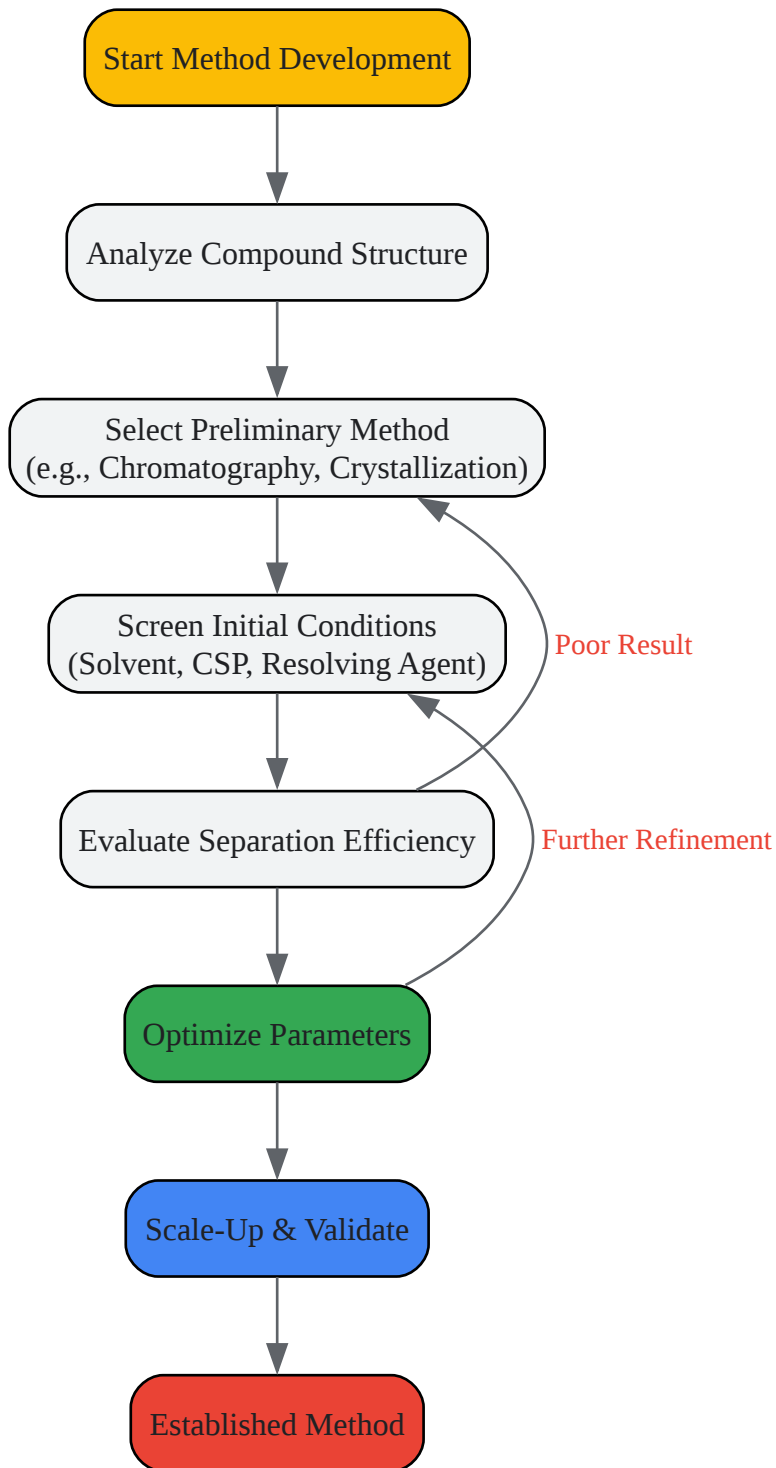 Start Method Development
Analyze Compound Structure
Select Preliminary Method
(e.g., Chromatography, Crystallization)
Screen Initial Conditions
(Solvent, CSP, Resolving Agent)
Poor Result
Evaluate Separation Efficiency
Further Refinement
Optimize Parameters
Scale-Up & Validate
Established Method